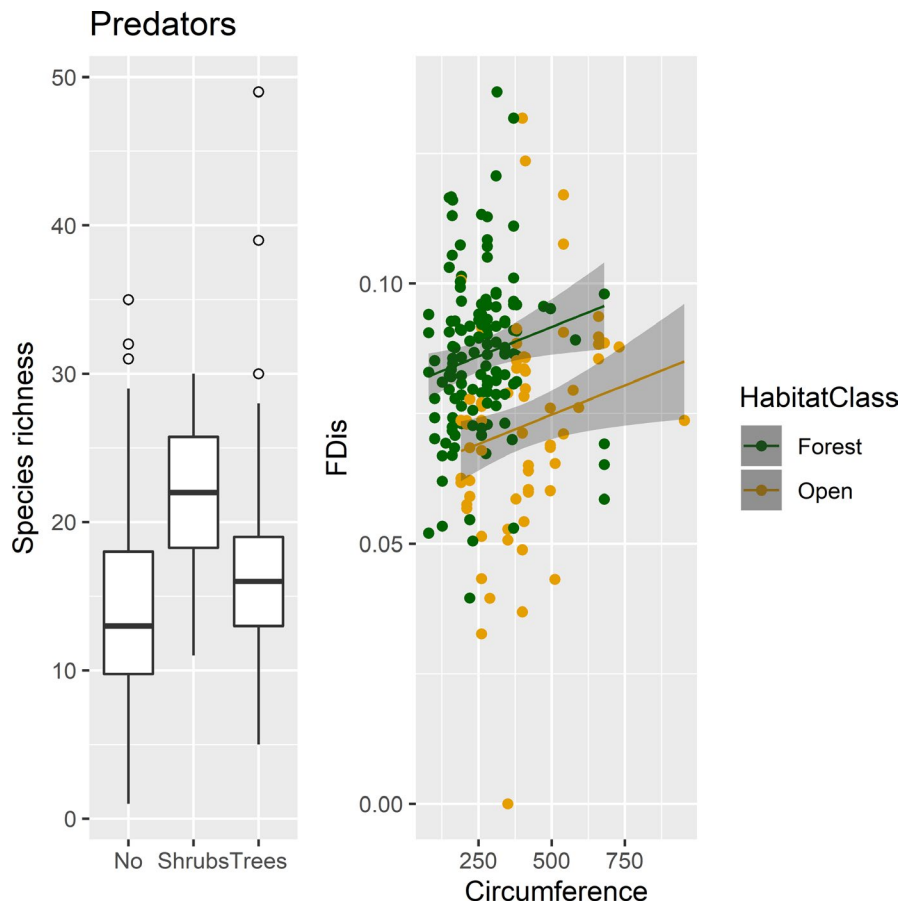 Predators
Species richness
50
40
30
20
10
0
No Shrubs Trees
FDis
0.10
0.05
0.00
250 500 750
Circumference
HabitatClass
Forest
Open